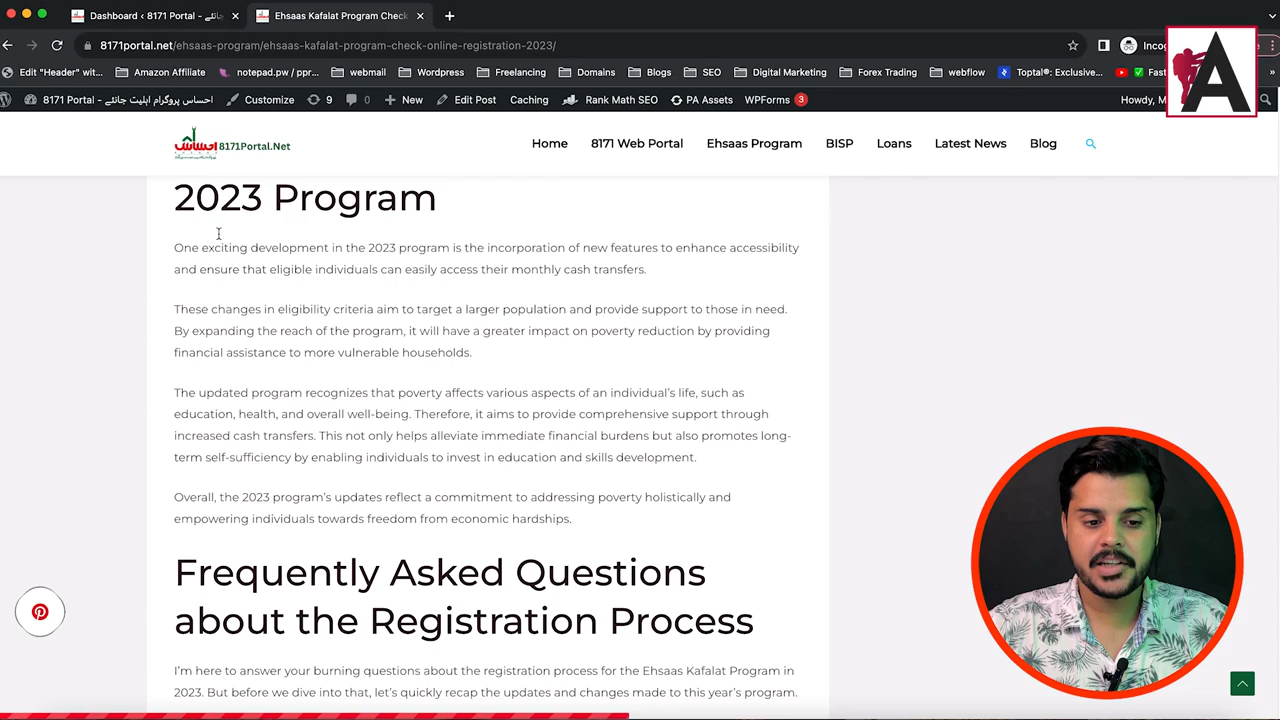 Dashboard ‹ 8171 Portal - جانئے
Ehsaas Kafalat Program Check
8171portal.net/ehsaas-program/ehsaas-kafalat-program-check-online-registration-2023/
Incog
Edit "Header" wit...
Amazon Affiliate
notepad.pw / ppr...
webmail
Wordpress
Freelancing
Domains
Blogs
SEO
Digital Marketing
Forex Trading
webflow
Toptal®: Exclusive...
Fast
A
8171 Portal - احساس پروگرام اہلیت جانئے
Customize
9
0
New
Edit Post
Caching
Rank Math SEO
PA Assets
WPForms
3
Howdy, M
احساس
8171Portal.Net
Home
8171 Web Portal
Ehsaas Program
BISP
Loans
Latest News
Blog
2023 Program
One exciting development in the 2023 program is the incorporation of new features to enhance accessibility
and ensure that eligible individuals can easily access their monthly cash transfers.
These changes in eligibility criteria aim to target a larger population and provide support to those in need.
By expanding the reach of the program, it will have a greater impact on poverty reduction by providing
financial assistance to more vulnerable households.
The updated program recognizes that poverty affects various aspects of an individual's life, such as
education, health, and overall well-being. Therefore, it aims to provide comprehensive support through
increased cash transfers. This not only helps alleviate immediate financial burdens but also promotes long-
term self-sufficiency by enabling individuals to invest in education and skills development.
Overall, the 2023 program's updates reflect a commitment to addressing poverty holistically and
empowering individuals towards freedom from economic hardships.
Frequently Asked Questions
about the Registration Process
I'm here to answer your burning questions about the registration process for the Ehsaas Kafalat Program in
2023. But before we dive into that, let's quickly recap the updates and changes made to this year's program.